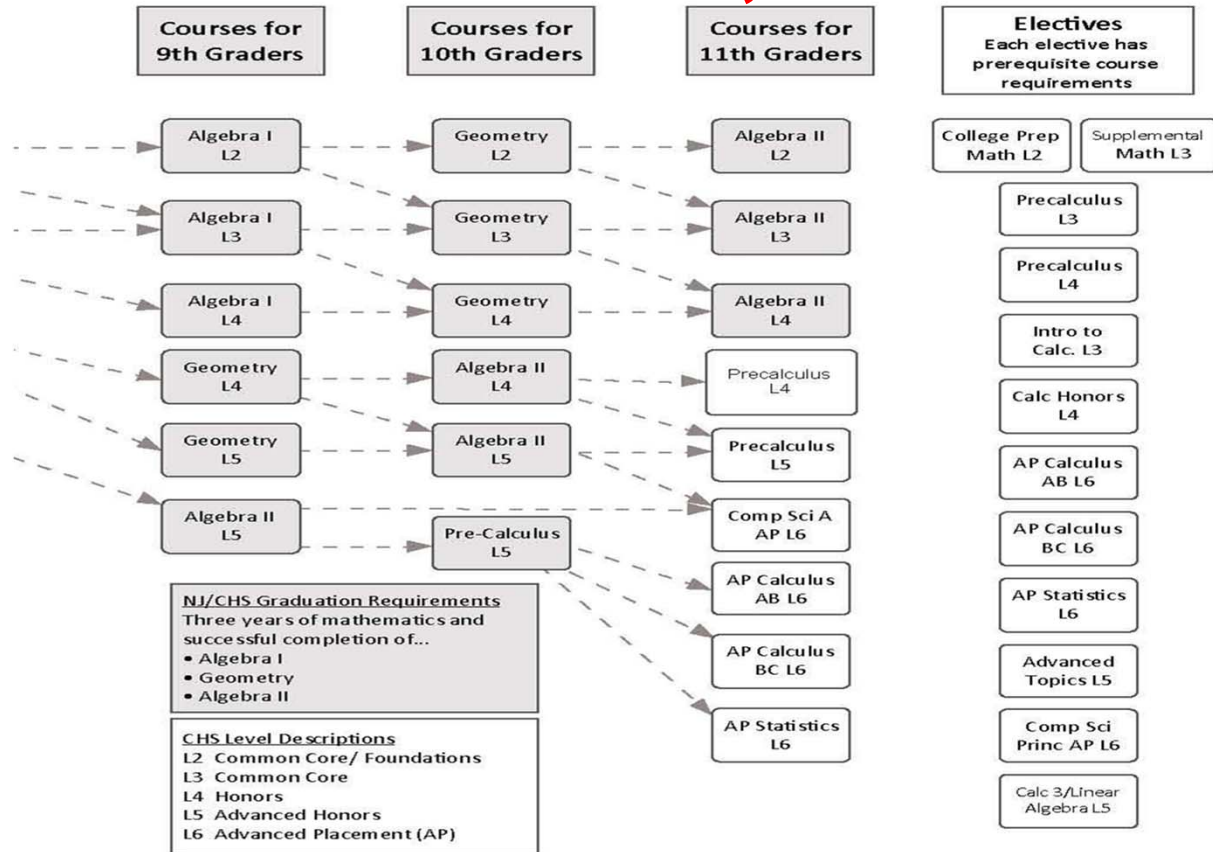 Courses for
9th Graders
Courses for
10th Graders
Courses for
11th Graders
Electives
Each elective has
prerequisite course
requirements
Algebra I
L2
Algebra I
L3
Algebra I
L4
Geometry
L4
Geometry
L5
Algebra II
L5
Geometry
L2
Geometry
L3
Geometry
L4
Algebra II
L4
Algebra II
L5
Pre-Calculus
L5
Algebra II
L2
Algebra II
L3
Algebra II
L4
Precalculus
L4
Precalculus
L5
Comp Sci A
AP L6
AP Calculus
AB L6
AP Calculus
BC L6
AP Statistics
L6
College Prep
Math L2
Supplemental
Math L3
Precalculus
L3
Precalculus
L4
Intro to
Calc. L3
Calc Honors
L4
AP Calculus
AB L6
AP Calculus
BC L6
AP Statistics
L6
Advanced
Topics L5
Comp Sci
Princ AP L6
Calc 3/Linear
Algebra L5
NJ/CHS Graduation Requirements
Three years of mathematics and
successful completion of...
• Algebra I
• Geometry
• Algebra II
CHS Level Descriptions
L2 Common Core/ Foundations
L3 Common Core
L4 Honors
L5 Advanced Honors
L6 Advanced Placement (AP)